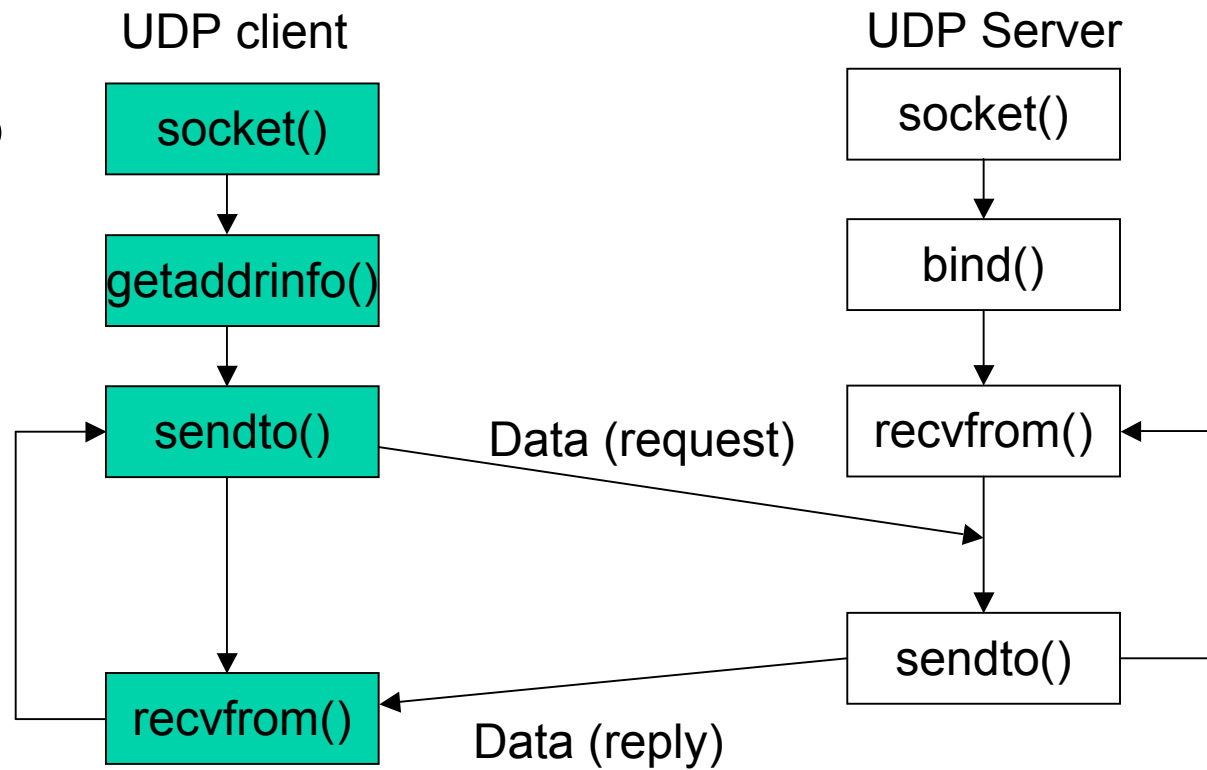 UDP client
UDP Server
)
socket()
socket()
getaddrinfo()
bind()
sendto()
Data (request)
recvfrom()
sendto()
recvfrom()
Data (reply)